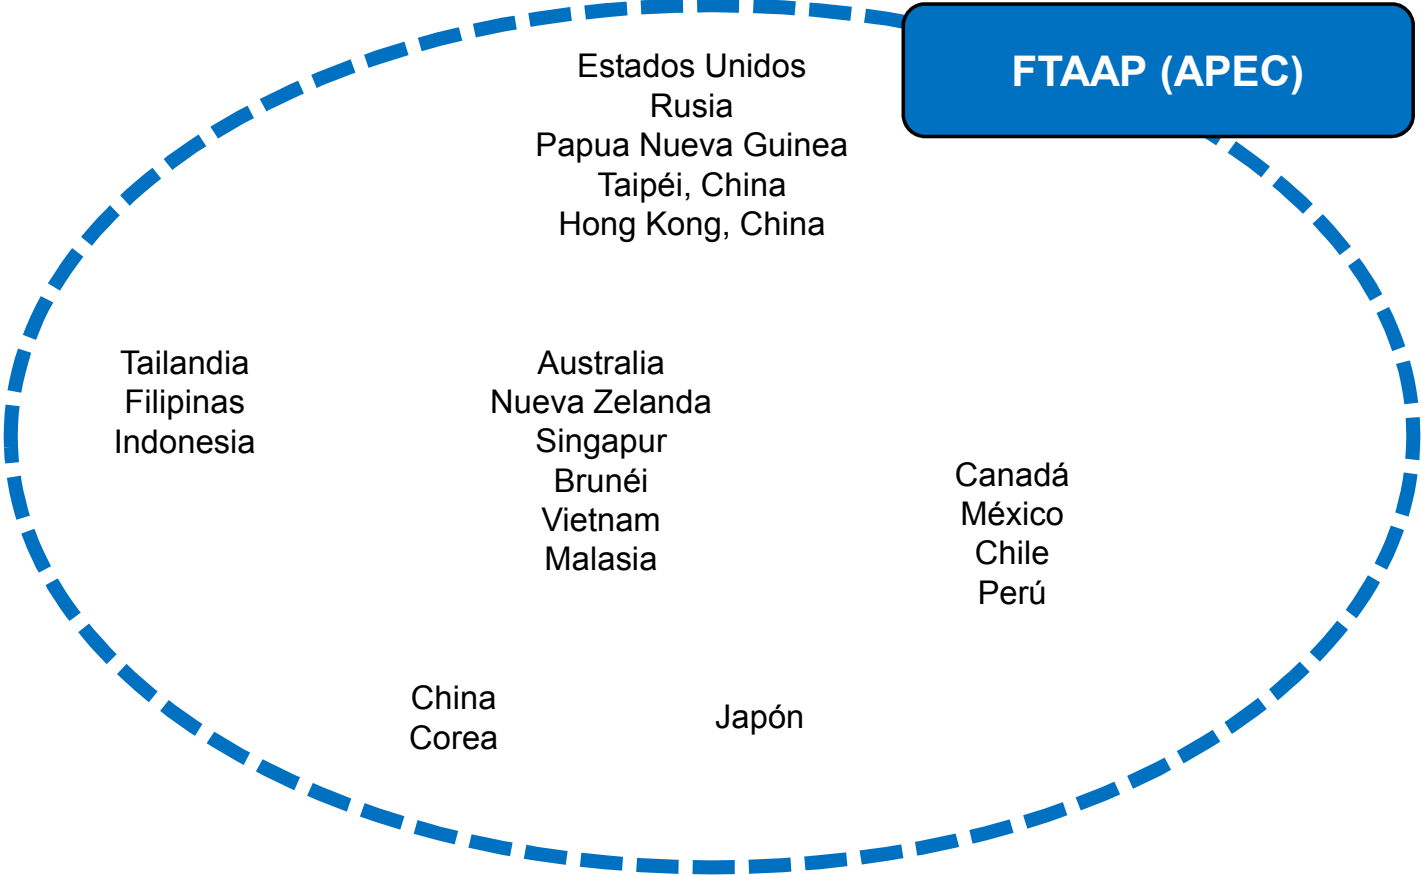 FTAAP (APEC)
Estados Unidos
Rusia
Papua Nueva Guinea
Taipéi, China
Hong Kong, China
Tailandia
Filipinas
Indonesia
Australia
Nueva Zelanda
Singapur
Brunéi
Vietnam
Malasia
Canadá
México
Chile
Perú
China
Corea
Japón